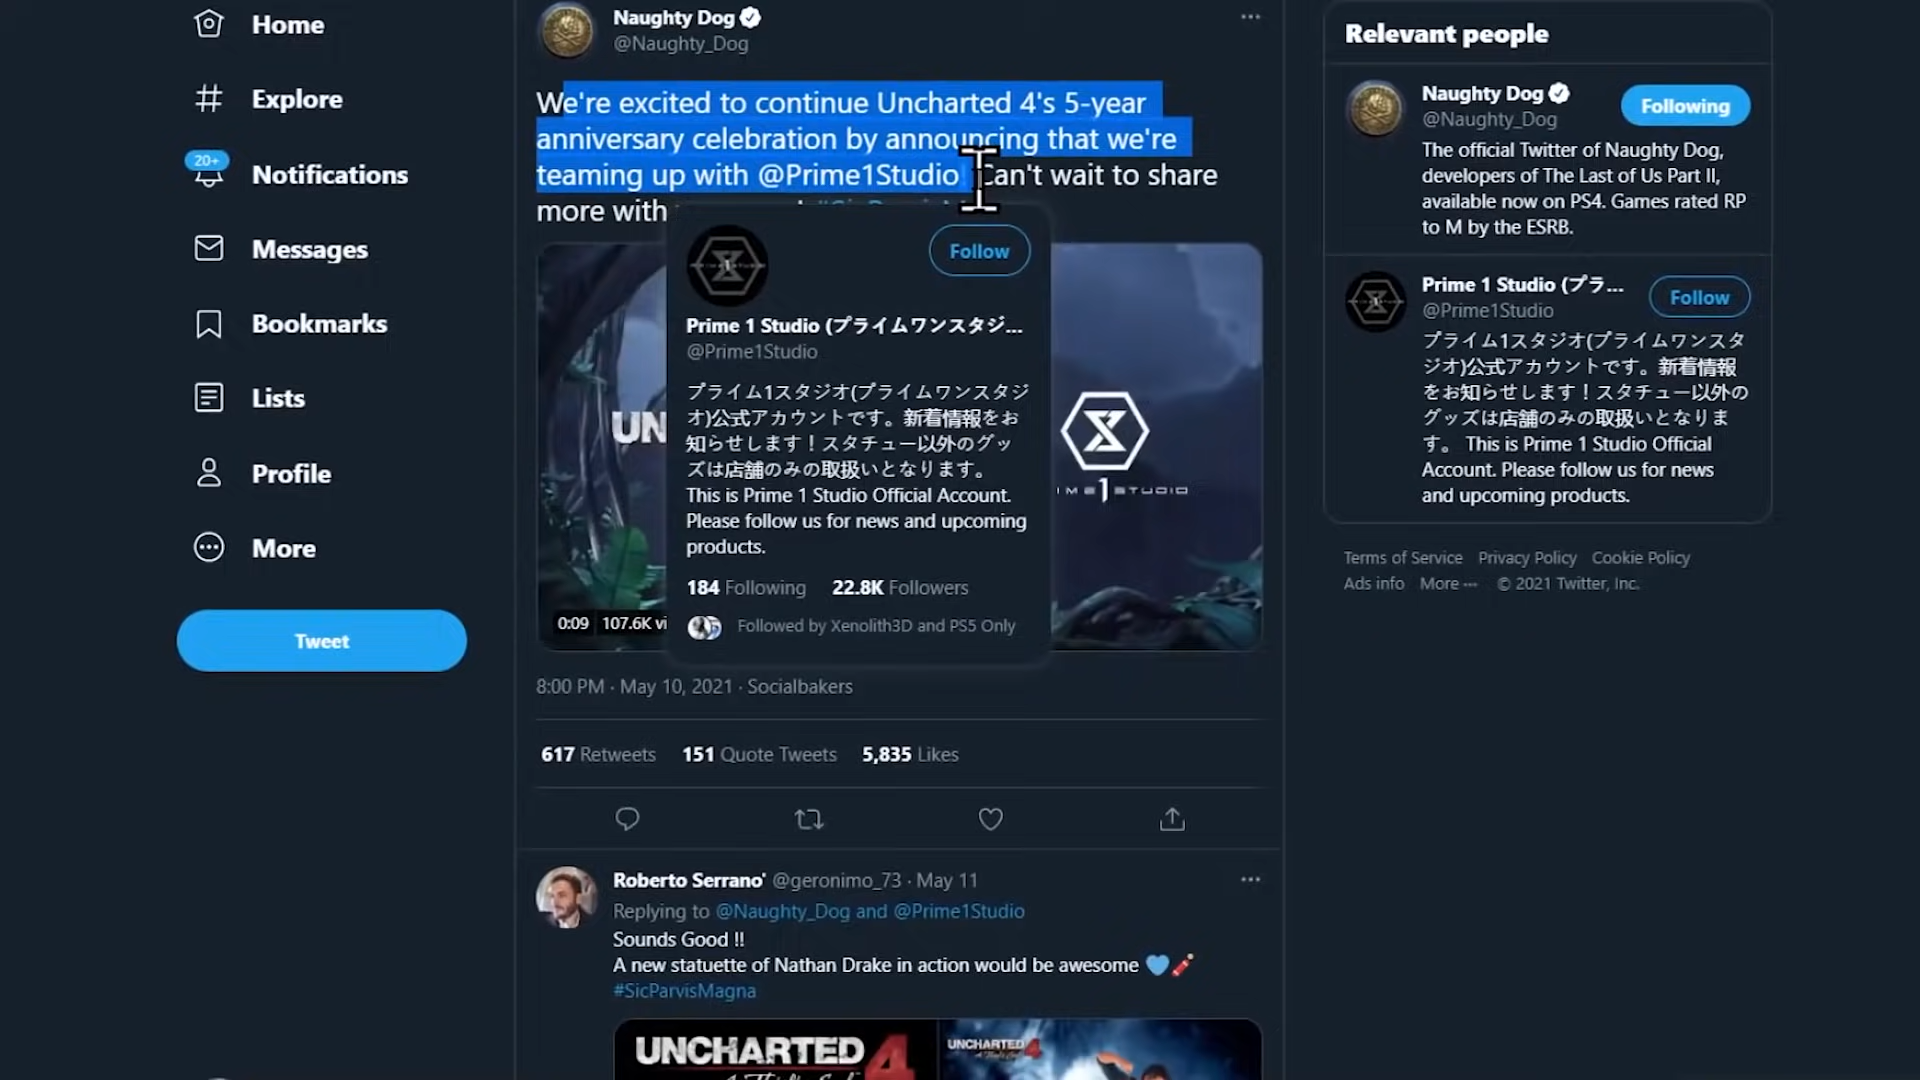 Home
Explore
20+
Notifications
Messages
Bookmarks
Lists
Profile
More
Tweet
Naughty Dog
@Naughty_Dog
We're excited to continue Uncharted 4's 5-year
anniversary celebration by announcing that we're
teaming up with @Prime1Studio! Can't wait to share
more with
UN
0:09 107.6K vi
1
Follow
Prime 1 Studio (プライムワンスタジ...
@Prime1Studio
プライム1スタジオ(プライムワンスタジ
オ)公式アカウントです。新着情報をお
知らせします！スタチュー以外のグッ
ズは店舗のみの取扱いとなります。
This is Prime 1 Studio Official Account.
Please follow us for news and upcoming
products.
184 Following 22.8K Followers
Followed by Xenolith3D and PS5 Only
IME1STUDIO
8:00 PM · May 10, 2021 · Socialbakers
617 Retweets 151 Quote Tweets 5,835 Likes
Roberto Serrano' @geronimo_73 · May 11
Replying to @Naughty_Dog and @Prime1Studio
Sounds Good !!
A new statuette of Nathan Drake in action would be awesome
#SicParvisMagna
UNCHARTED 4
UNCHARTED 4
Relevant people
Naughty Dog
@Naughty_Dog
Following
The official Twitter of Naughty Dog,
developers of The Last of Us Part II,
available now on PS4. Games rated RP
to M by the ESRB.
Prime 1 Studio (プラ...
@Prime1Studio
Follow
プライム1スタジオ(プライムワンスタ
ジオ)公式アカウントです。新着情報
をお知らせします！スタチュー以外の
グッズは店舗のみの取扱いとなりま
す。 This is Prime 1 Studio Official
Account. Please follow us for news
and upcoming products.
Terms of Service Privacy Policy Cookie Policy
Ads info More ··· © 2021 Twitter, Inc.